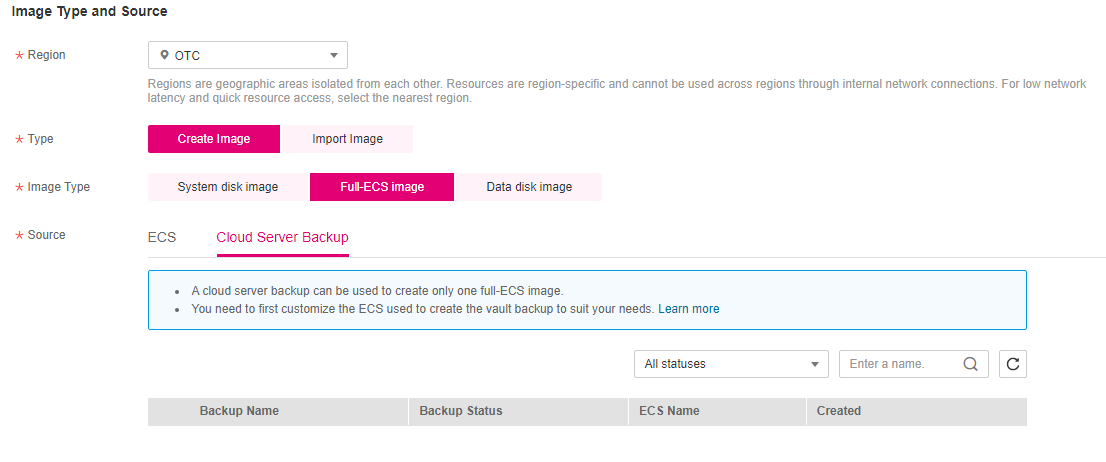 Image Type and Source
* Region
OTC
Regions are geographic areas isolated from each other. Resources are region-specific and cannot be used across regions through internal network connections. For low network
latency and quick resource access, select the nearest region.
* Type
Create Image
Import Image
* Image Type
System disk image
Full-ECS image
Data disk image
* Source
ECS
Cloud Server Backup
• A cloud server backup can be used to create only one full-ECS image.
• You need to first customize the ECS used to create the vault backup to suit your needs. Learn more
All statuses
Enter a name.
Backup Name
Backup Status
ECS Name
Created